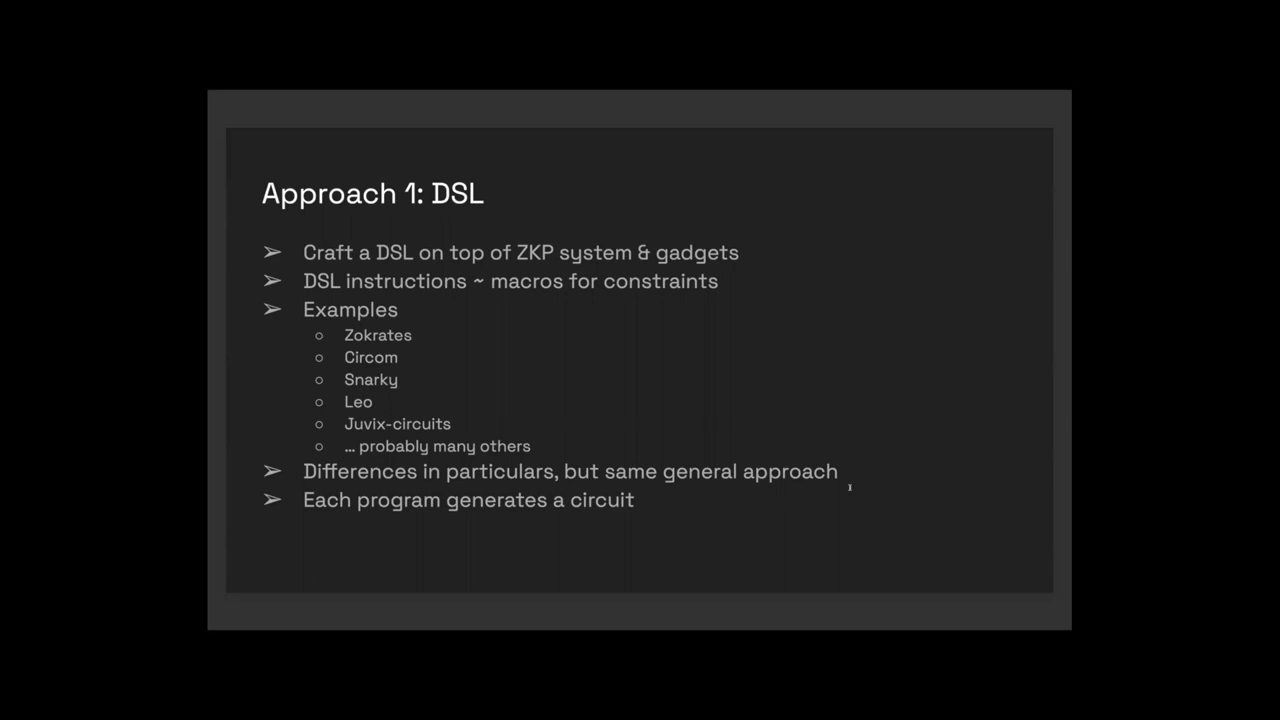 Approach 1: DSL
➢ Craft a DSL on top of ZKP system & gadgets
➢ DSL instructions ~ macros for constraints
➢ Examples
○ Zokrates
○ Circom
○ Snarky
○ Leo
○ Juvix-circuits
○ … probably many others
➢ Differences in particulars, but same general approach
➢ Each program generates a circuit